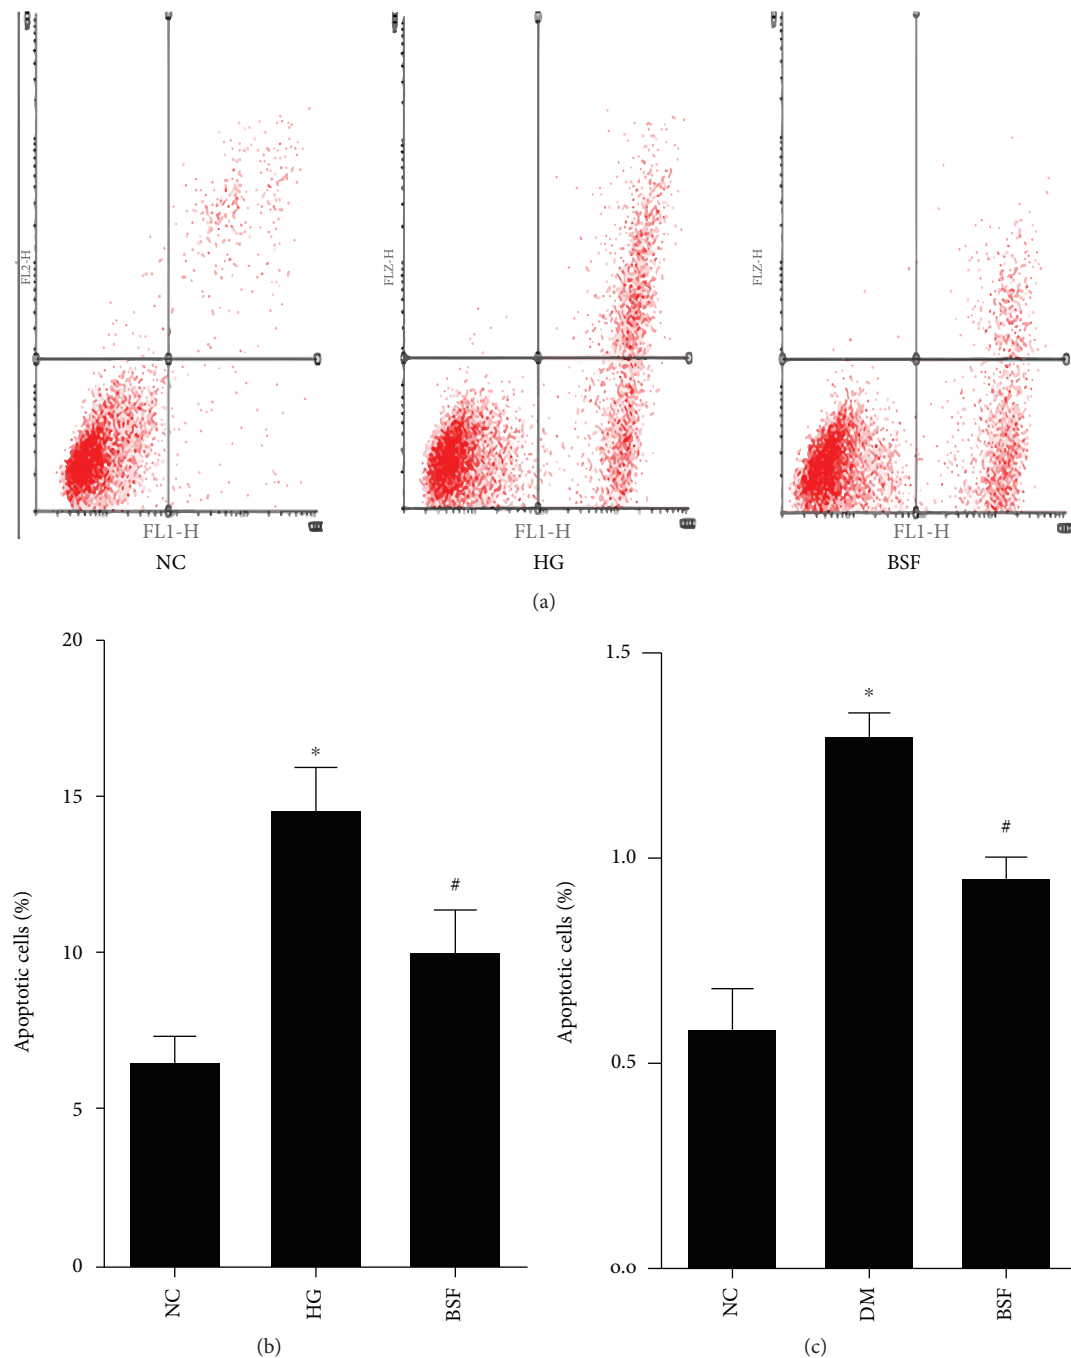 FL2-H
FLZ-H
FLZ-H
FL1-H
FL1-H
FL1-H
NC
HG
BSF
(a)
20
15
10
5
0
Apoptotic cells (%)
*
#
NC
HG
BSF
(b)
1.5
1.0
0.5
0.0
Apoptotic cells (%)
*
#
NC
DM
BSF
(c)